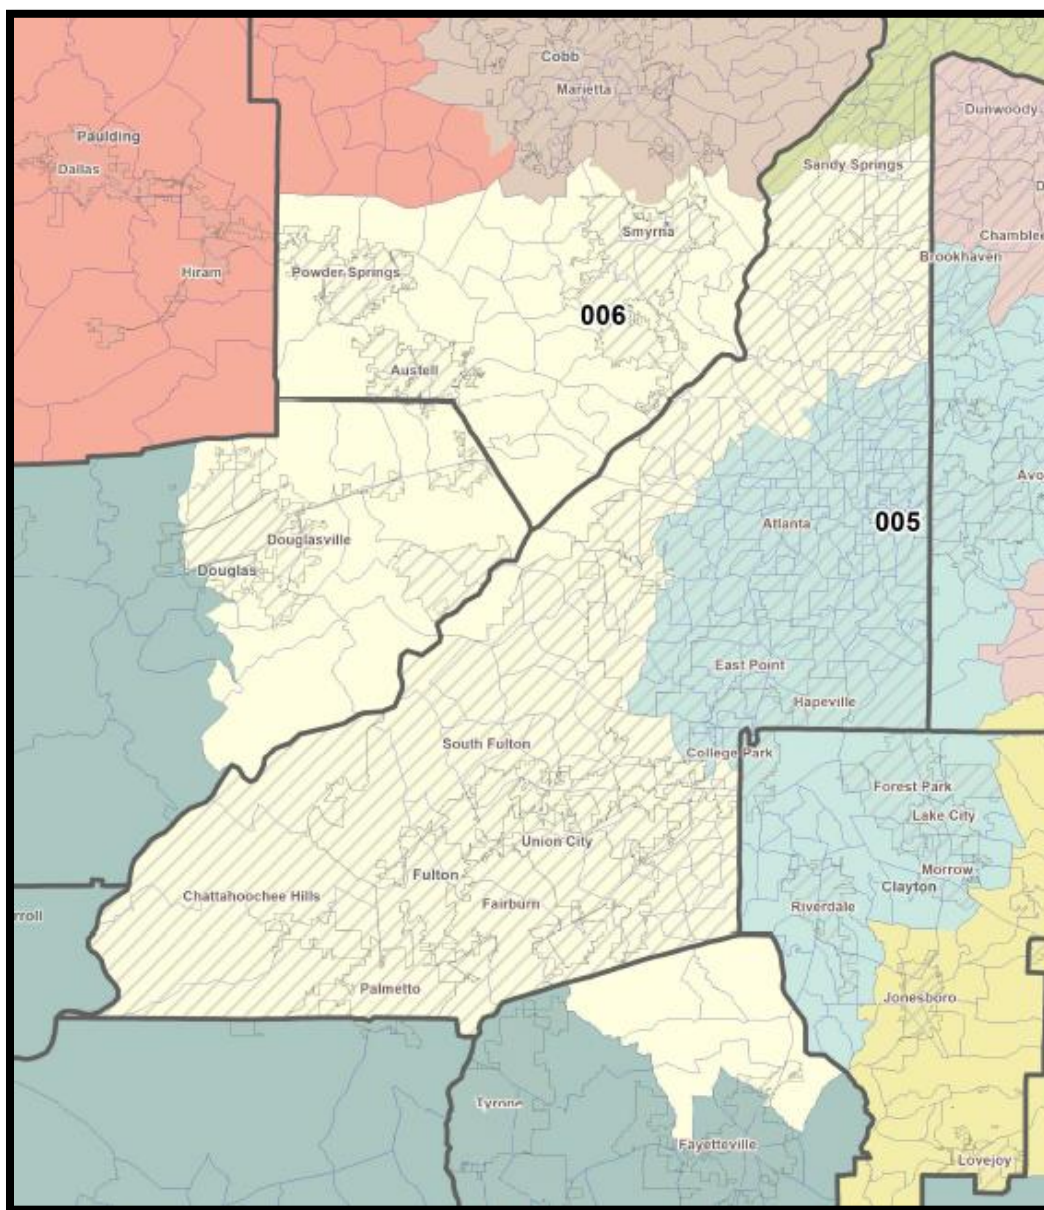 Cobb
Marietta
Dunwoody
Paulding
Dallas
Sandy Springs
D
Smyrna
Chamblee
Brookhaven
Hiram
Powder Springs
006
Austell
Avo
Atlanta
005
Douglasville
Douglas
East Point
Hapeville
South Fulton
College Park
Forest Park
Lake City
Union City
Morrow
Fulton
Clayton
Chattahoochee Hills
Fairburn
Riverdale
rroll
Palmetto
Jonesboro
Tyrone
Fayetteville
Lovejoy